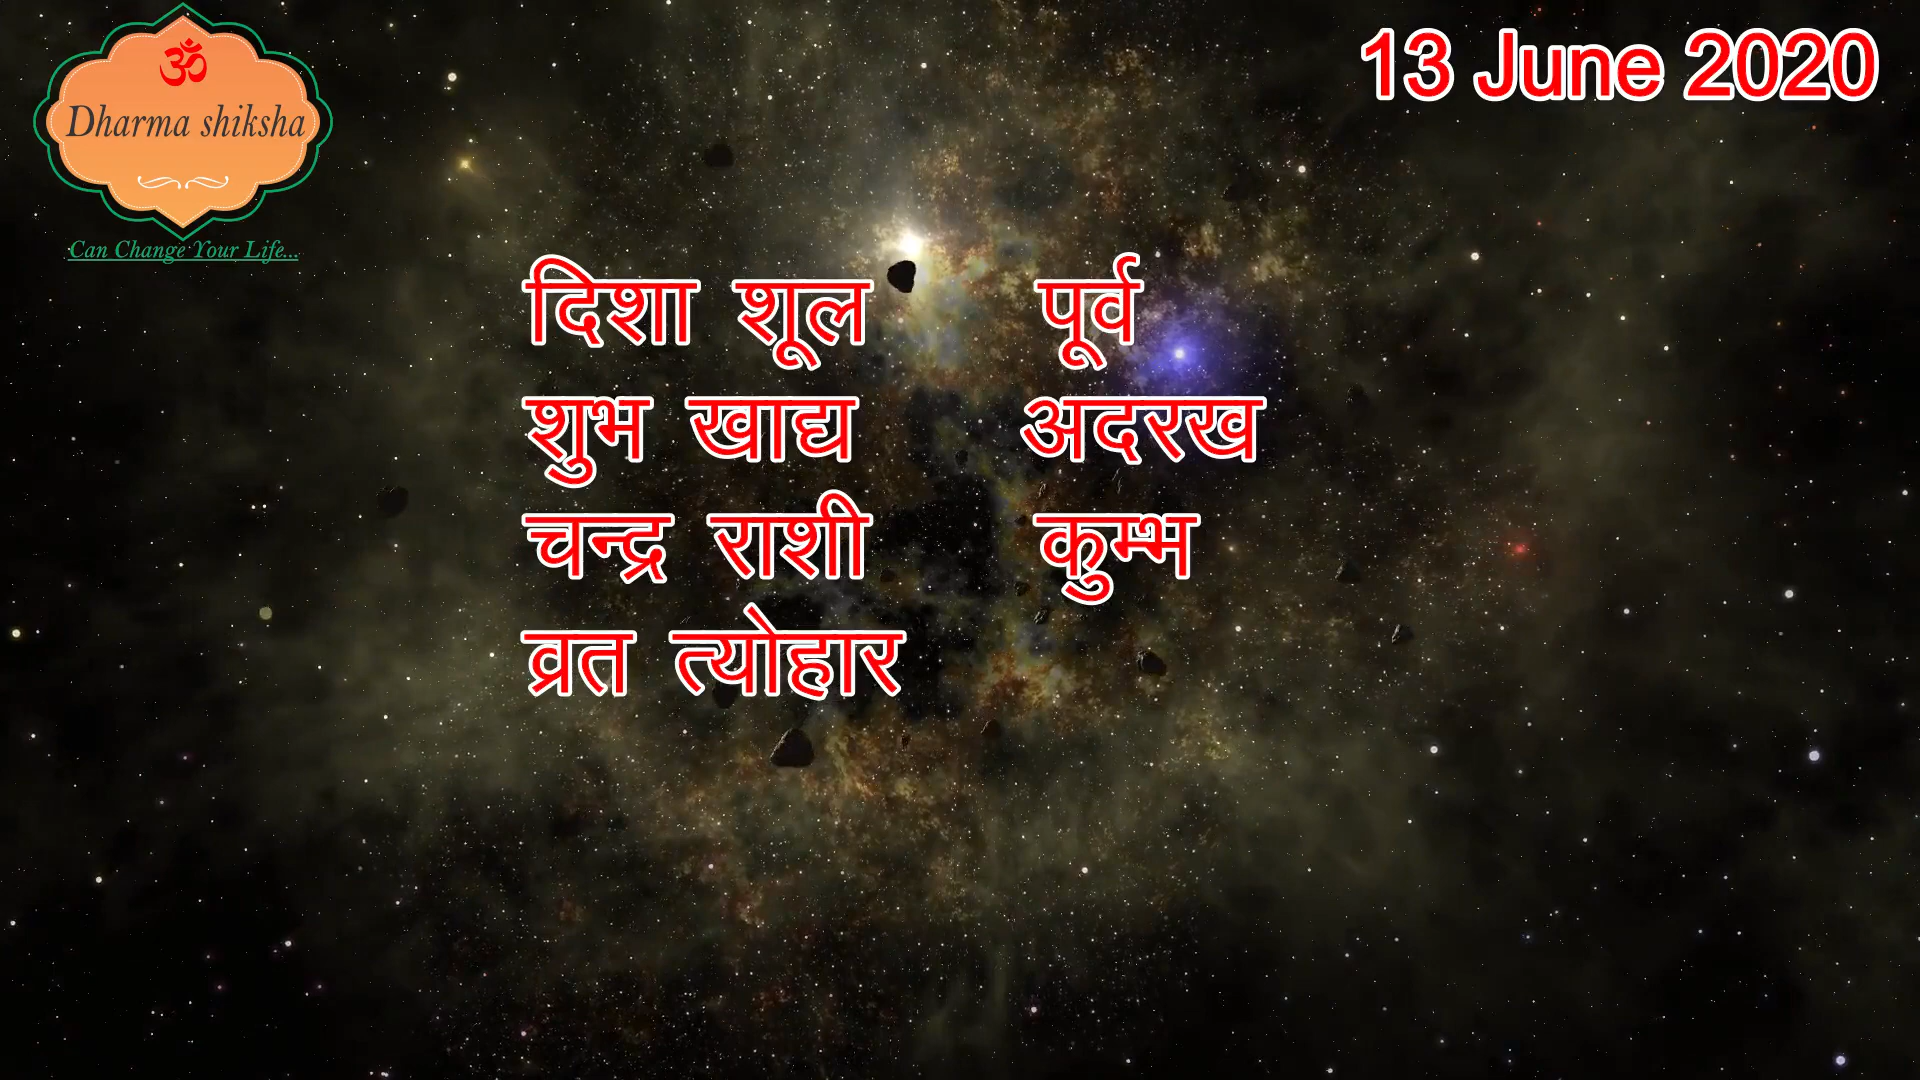 ॐ
Dharma shiksha
Can Change Your Life...
13 June 2020
दिशा शूल पूर्व
शुभ खाद्य अदरख
चन्द्र राशी कुम्भ
व्रत त्योहार